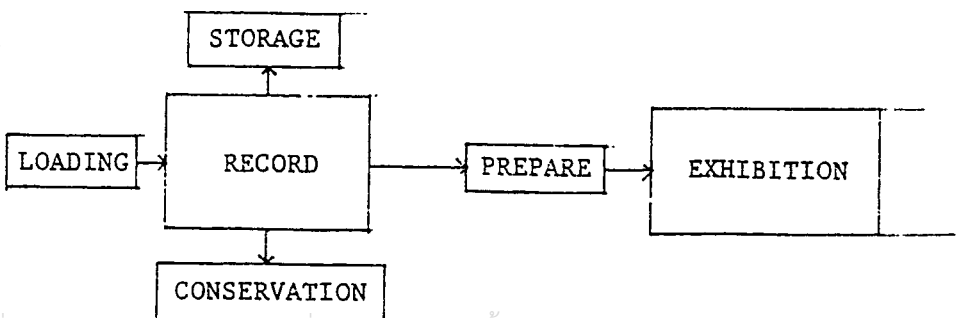 STORAGE
LOADING
RECORD
PREPARE
EXHIBITION
CONSERVATION